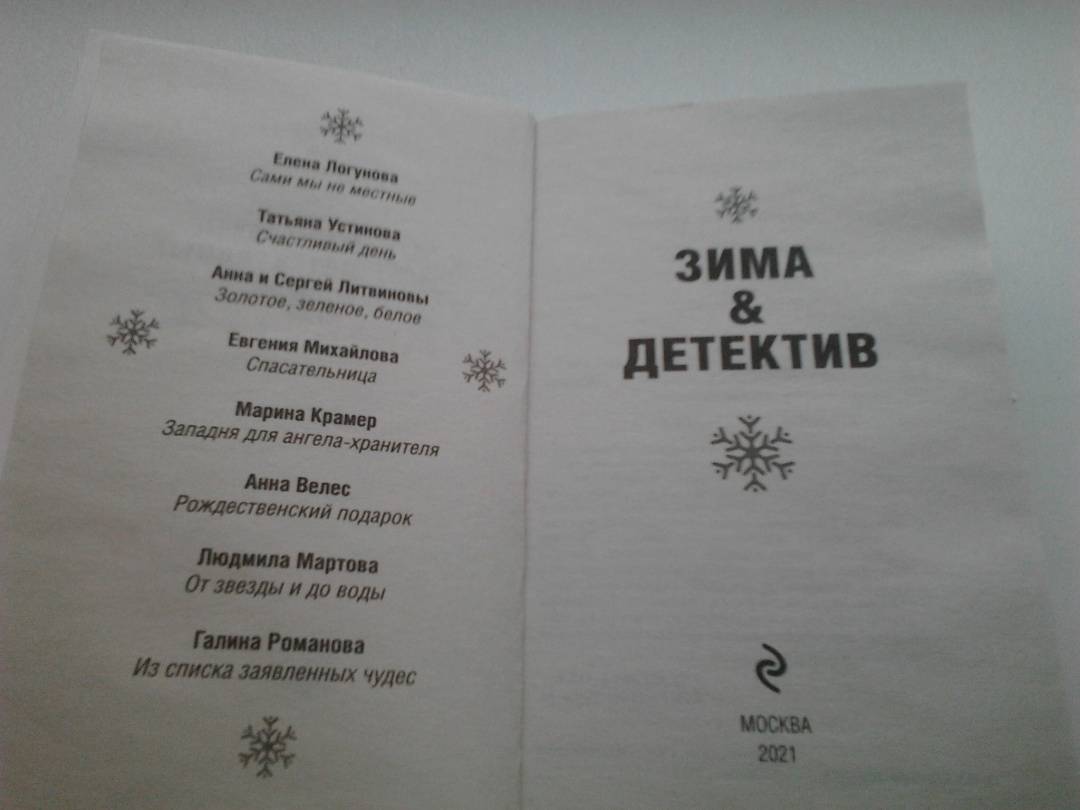 Елена Логунова
Сами мы не местные
Татьяна Устинова
Счастливый день
Анна и Сергей Литвиновы
Золотое, зеленое, белое
Евгения Михайлова
Спасательница
Марина Крамер
Западня для ангела-хранителя
Анна Велес
Рождественский подарок
Людмила Мартова
От звезды и до воды
Галина Романова
Из списка заявленных чудес
ЗИМА
&
ДЕТЕКТИВ
МОСКВА
2021